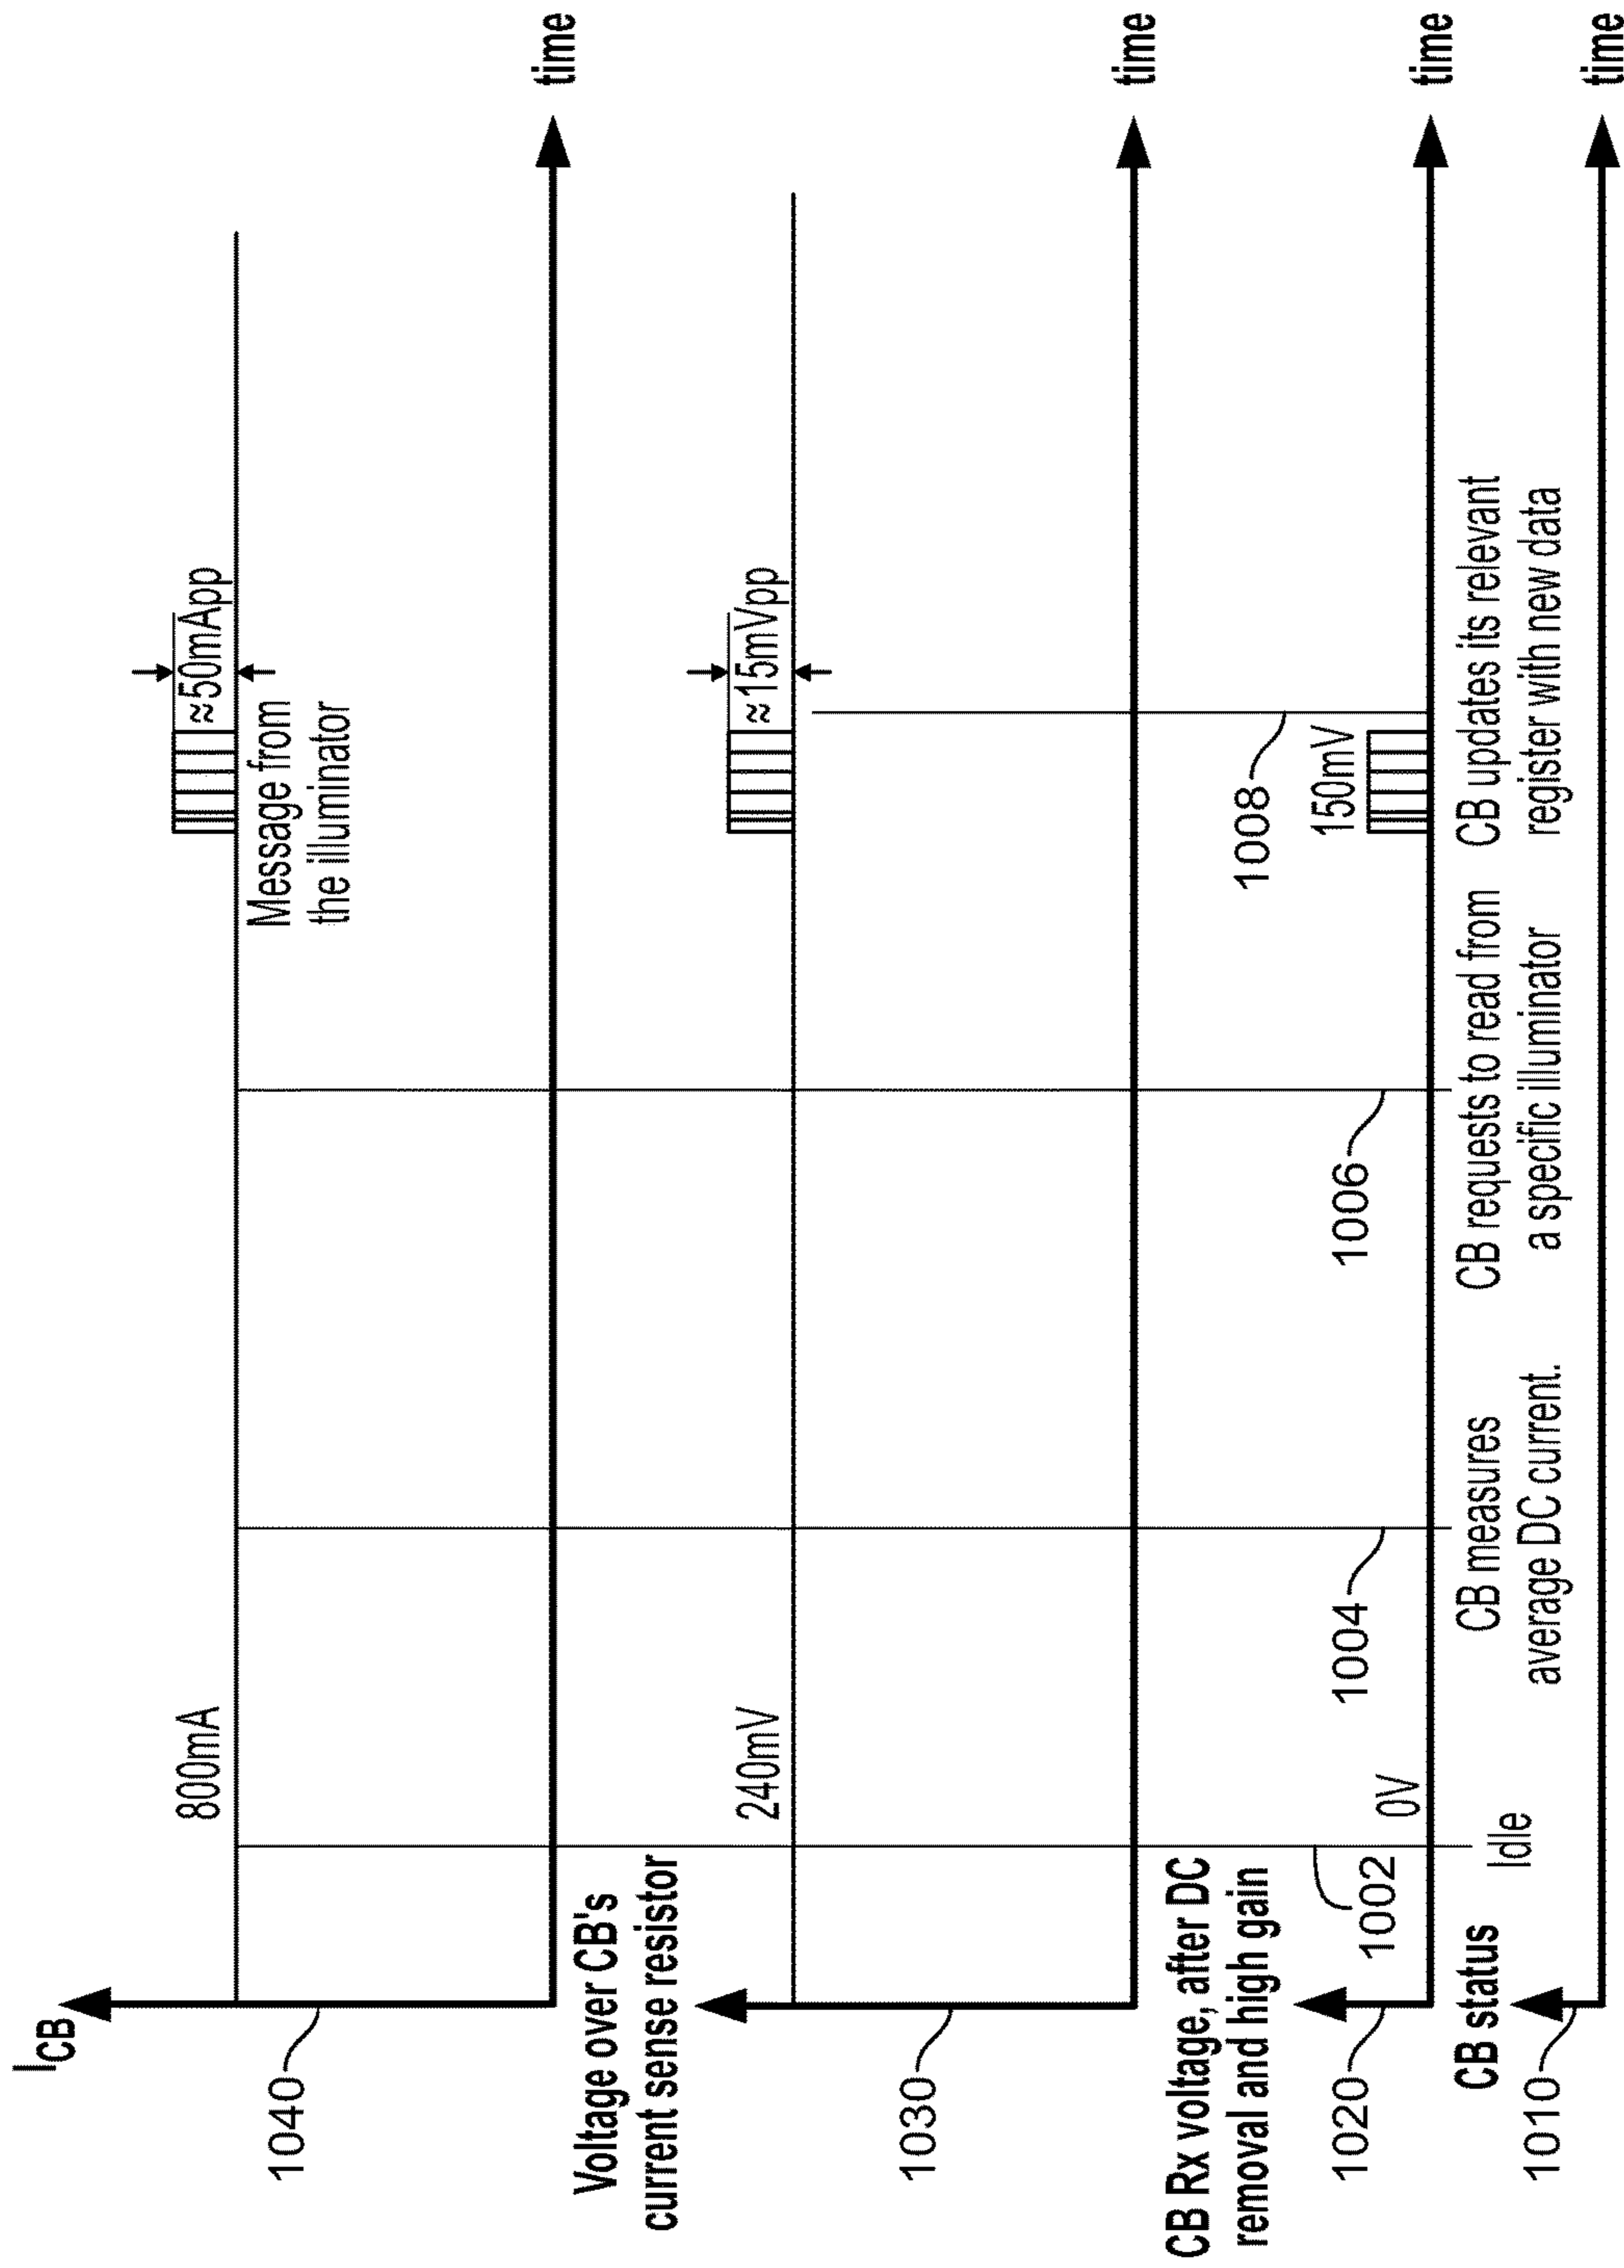 I_CB
800mA
≈50mApp
Message from
the illuminator
1040
time
Voltage over CB's
current sense resistor
240mV
≈15mVpp
1030
time
CB Rx voltage, after DC
removal and high gain
1008
150mV
0V
1002
1004
1006
1020
time
CB status
Idle
CB measures
average DC current.
CB requests to read from
a specific illuminator
CB updates its relevant
register with new data
1010
time